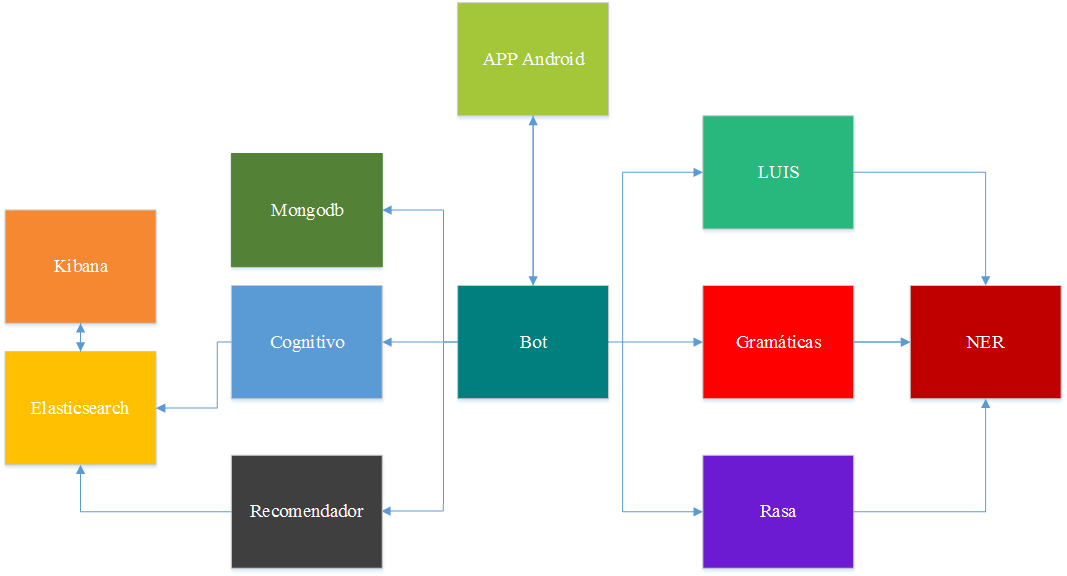 APP Android
LUIS
Mongodb
Kibana
Cognitivo
Bot
Gramáticas
NER
Elasticsearch
Recomendador
Rasa